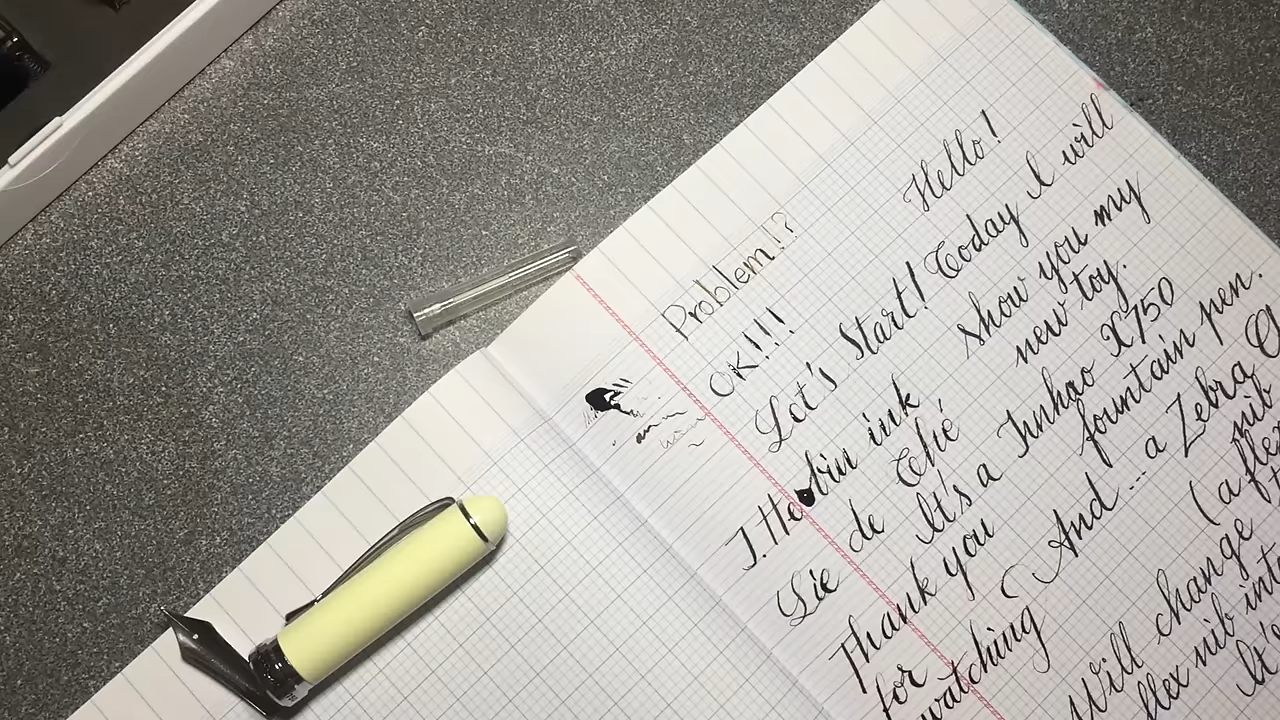 Hello!
Problem!?
OK!!!
Let's Start! Today I will
show you my
new toy.
J.Herbin ink
Lie de Thé
It's a Jinhao X750
fountain pen.
And ... a Zebra
nib
(a flex
Thank you
for
watching
Will change
flex nib into
It's